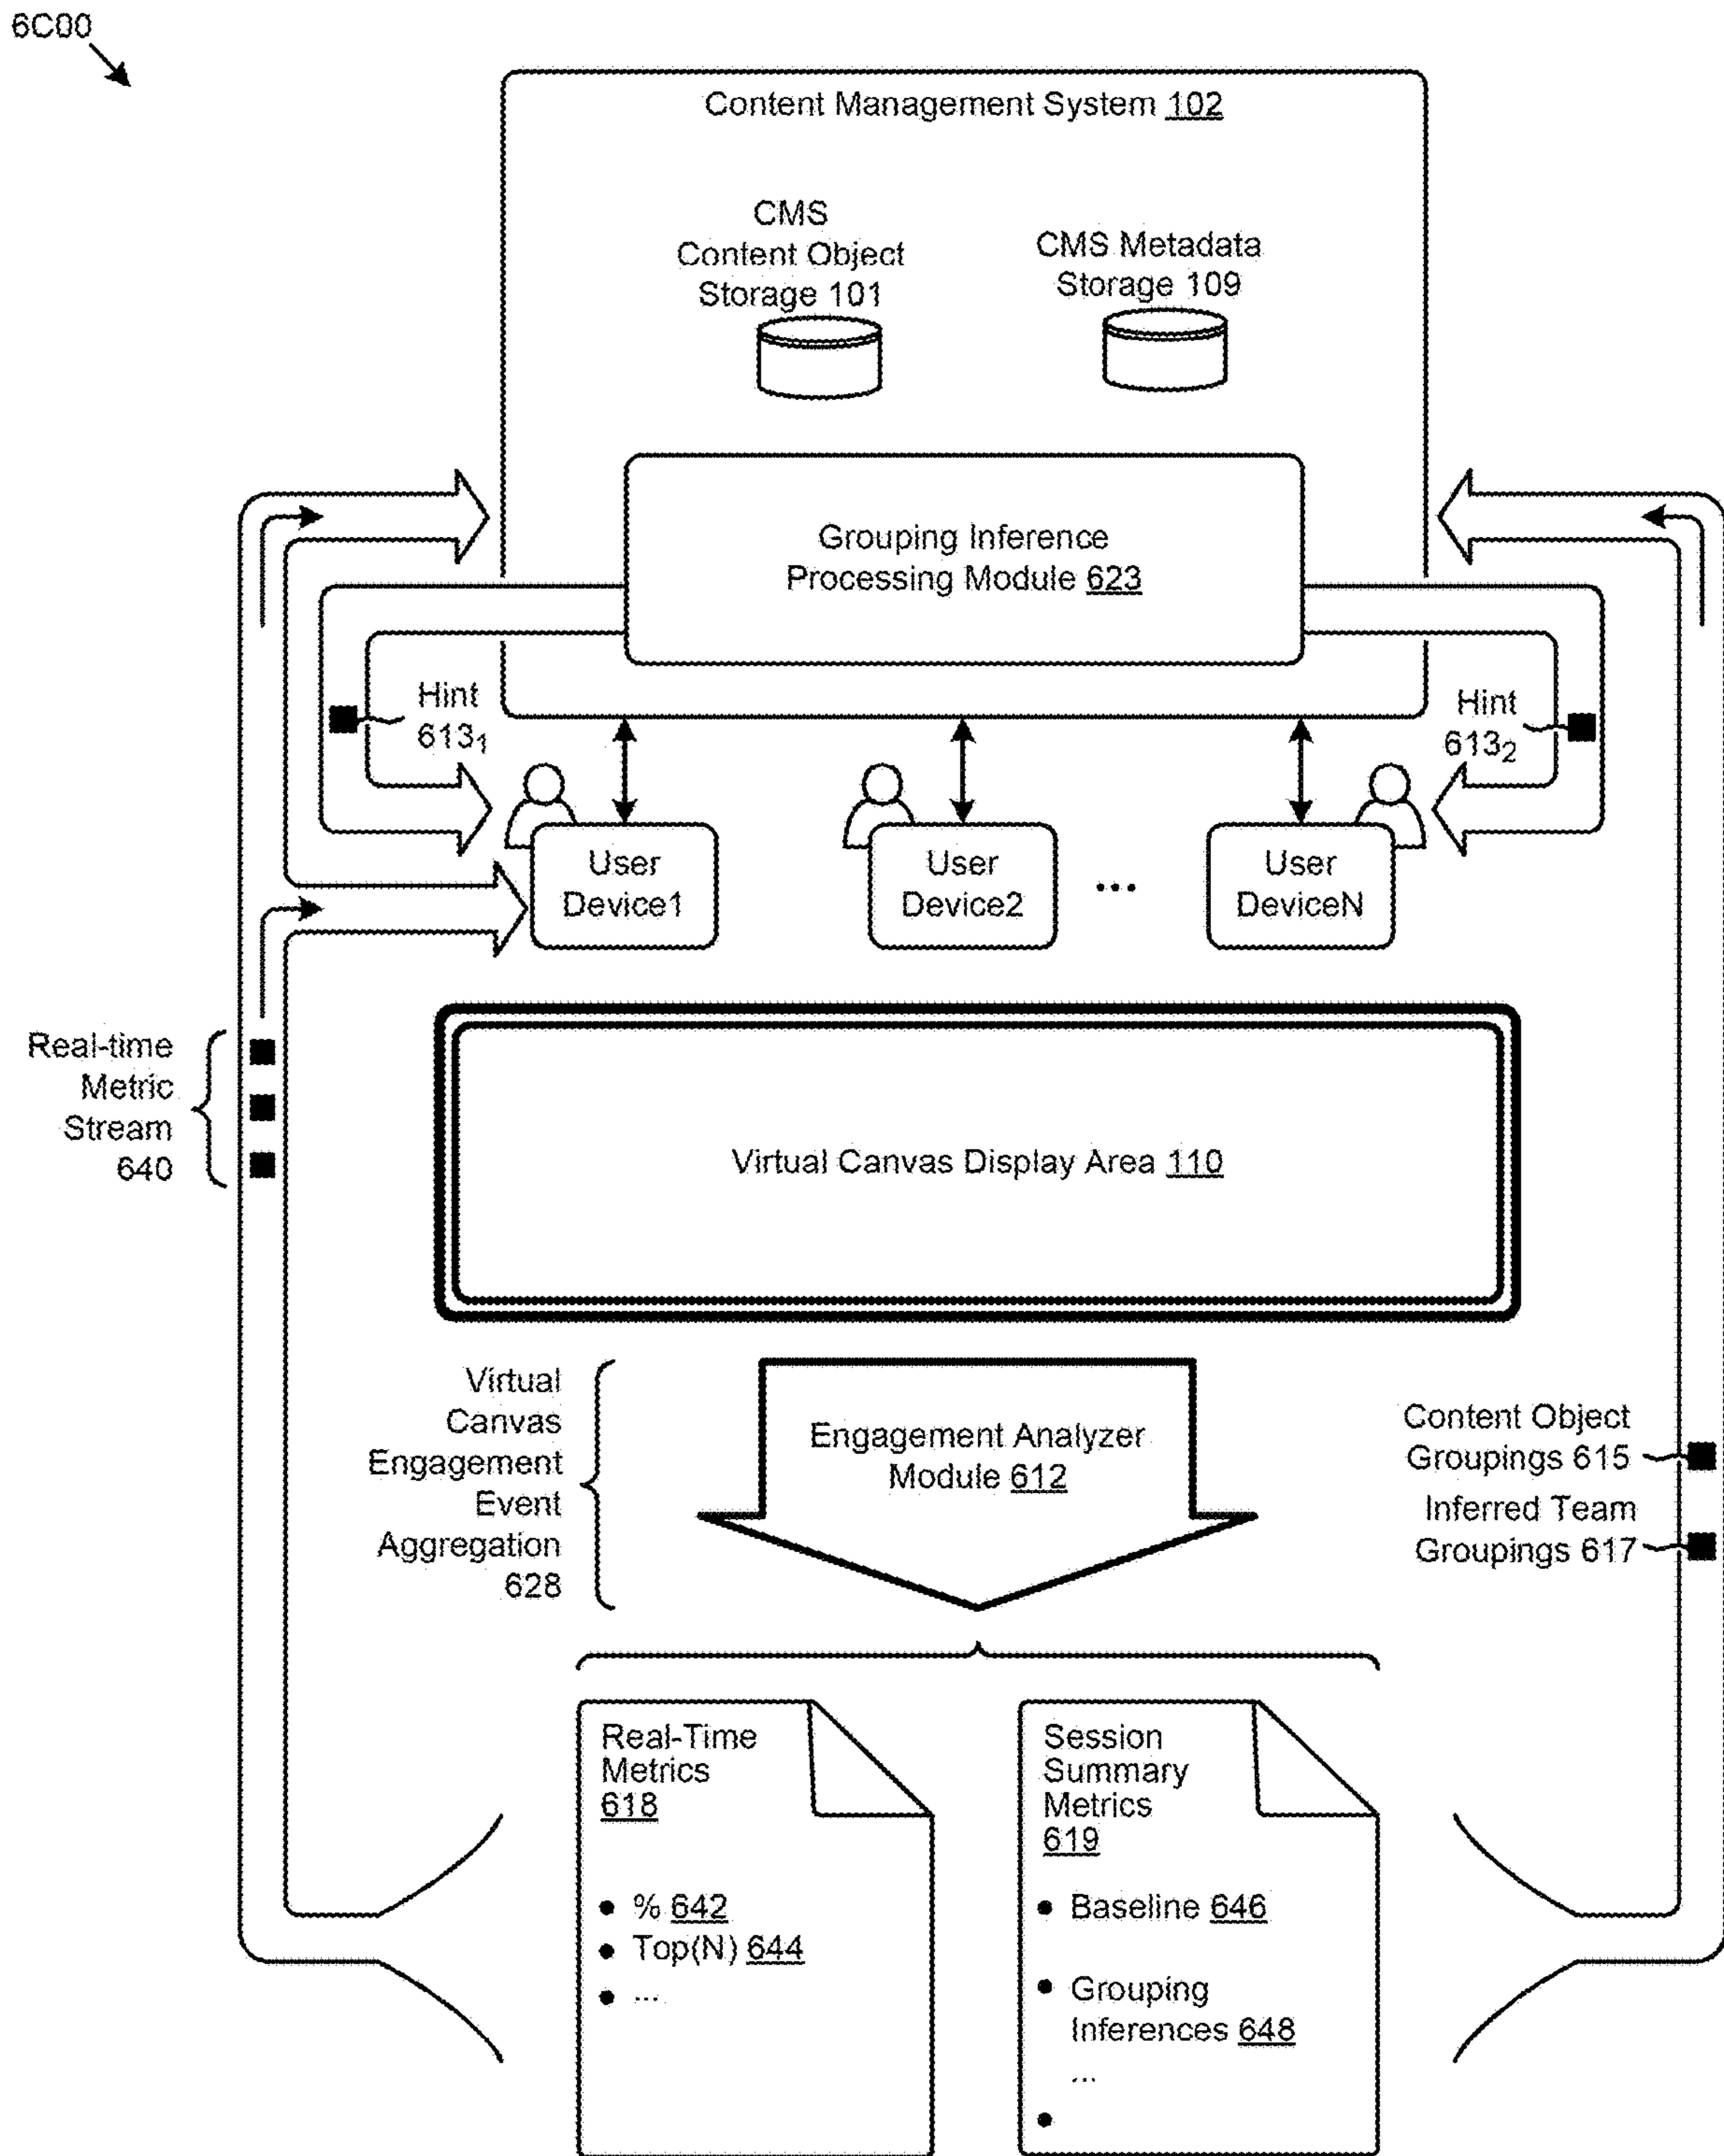 6C00
Content Management System 102
CMS
Content Object
Storage 101
CMS Metadata
Storage 109
Grouping Inference
Processing Module 623
Hint
613₁
Hint
613₂
User
Device1
User
Device2
...
User
DeviceN
Real-time
Metric
Stream
640
Virtual Canvas Display Area 110
Virtual
Canvas
Engagement
Event
Aggregation
628
Engagement Analyzer
Module 612
Content Object
Groupings 615
Inferred Team
Groupings 617
Real-Time
Metrics
618
• % 642
• Top(N) 644
• ...
Session
Summary
Metrics
619
• Baseline 646
• Grouping
Inferences 648
...
•